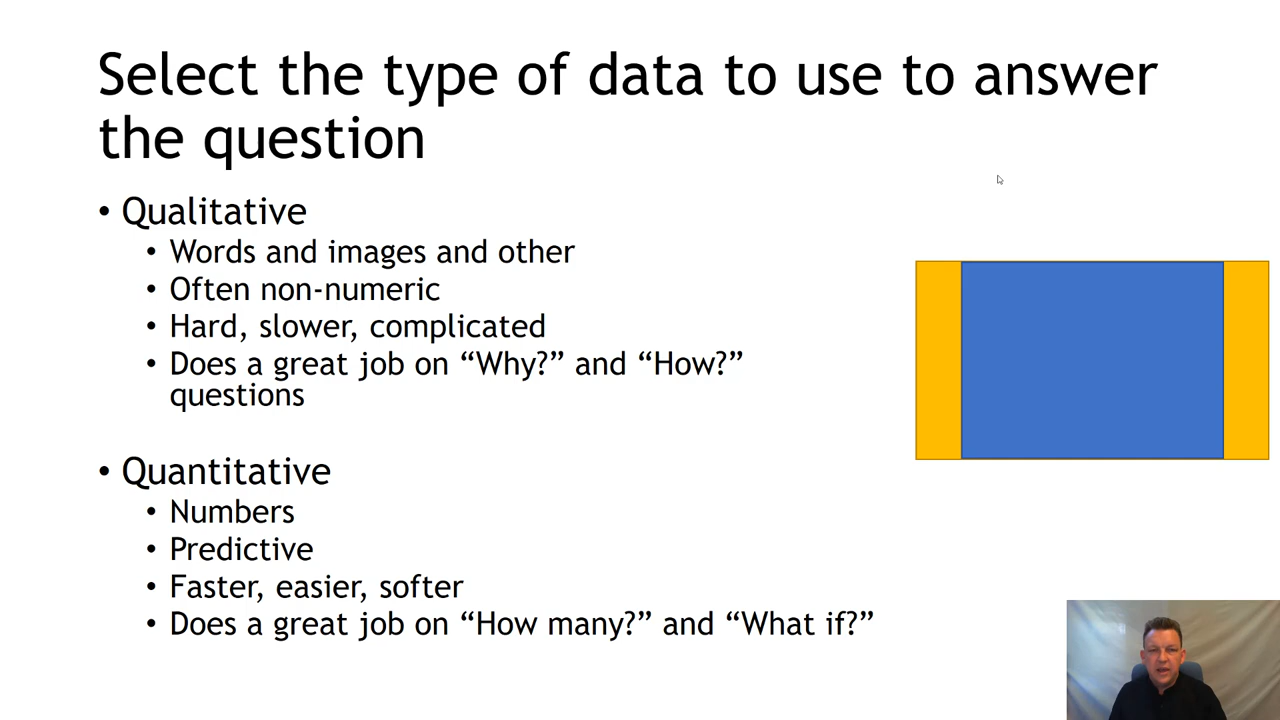 Select the type of data to use to answer
the question
• Qualitative
• Words and images and other
• Often non-numeric
• Hard, slower, complicated
• Does a great job on “Why?” and “How?”
questions
• Quantitative
• Numbers
• Predictive
• Faster, easier, softer
• Does a great job on “How many?” and “What if?”